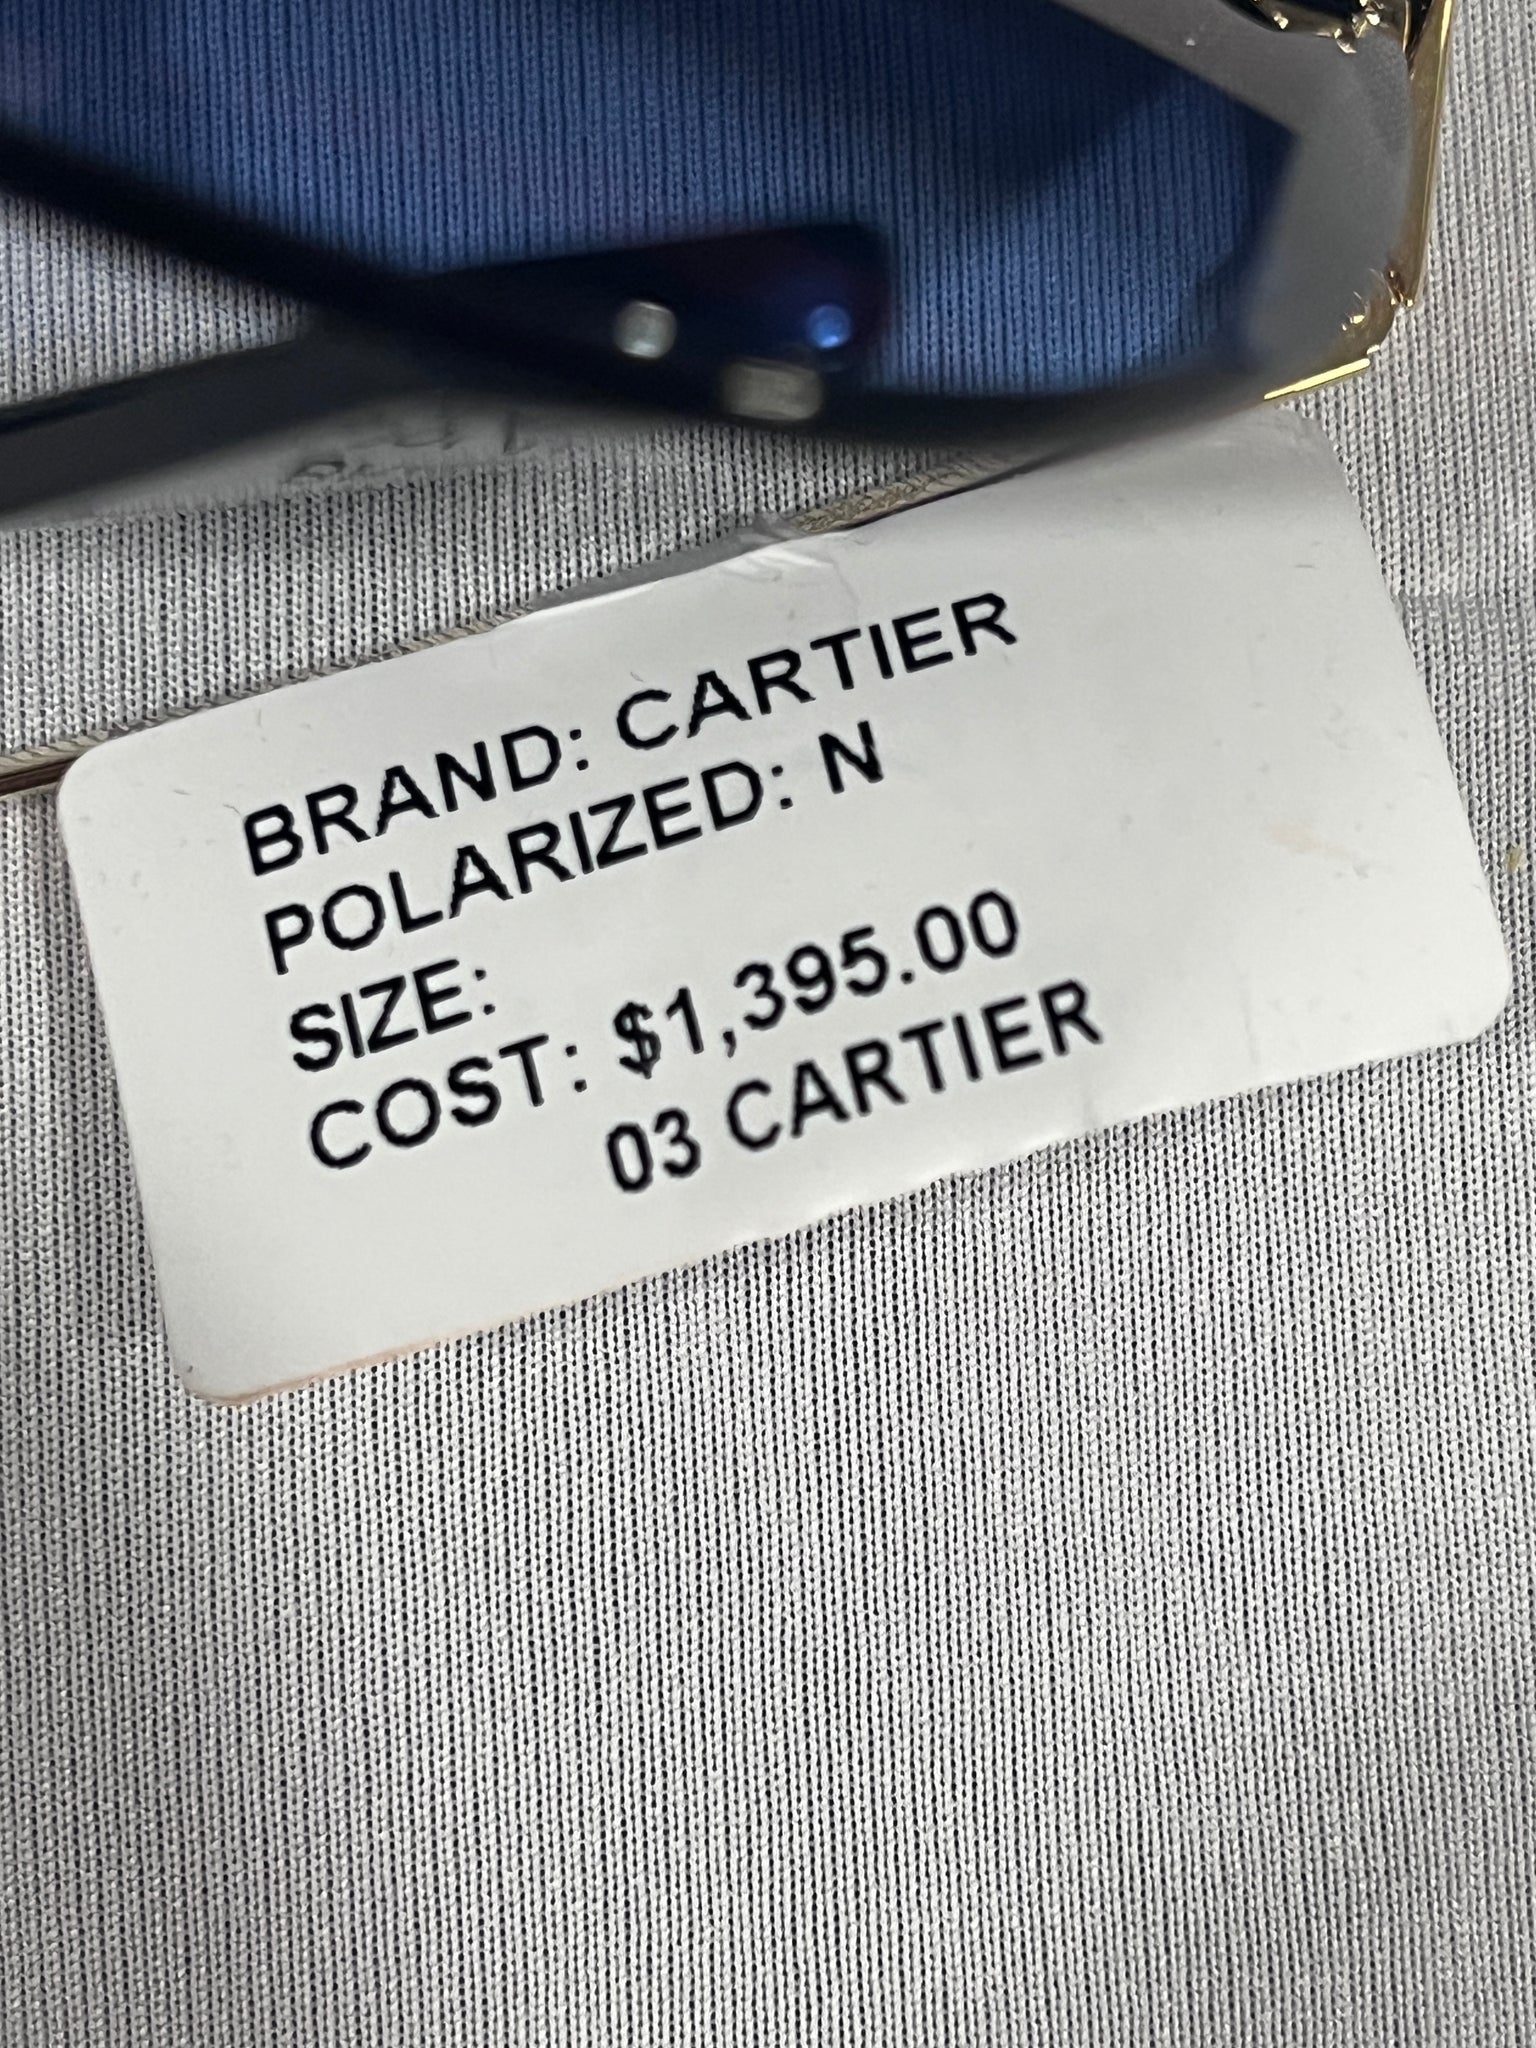 BRAND: CARTIER
POLARIZED: N
SIZE:
COST: $1,395.00
03 CARTIER